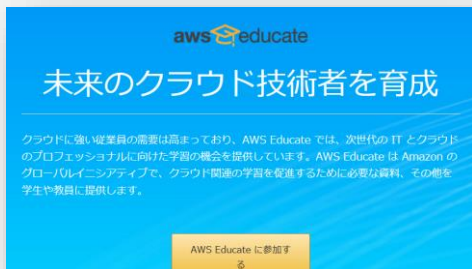 aws educate
未来のクラウド技術者を育成
クラウドに強い従業員の需要は高まっており、AWS Educate では、次世代の IT とクラウド
のプロフェッショナルに向けた学習の機会を提供しています。AWS Educate は Amazon の
グローバルイニシアティブで、クラウド関連の学習を促進するために必要な資料、その他を
学生や教員に提供します。
AWS Educate に参加す
る